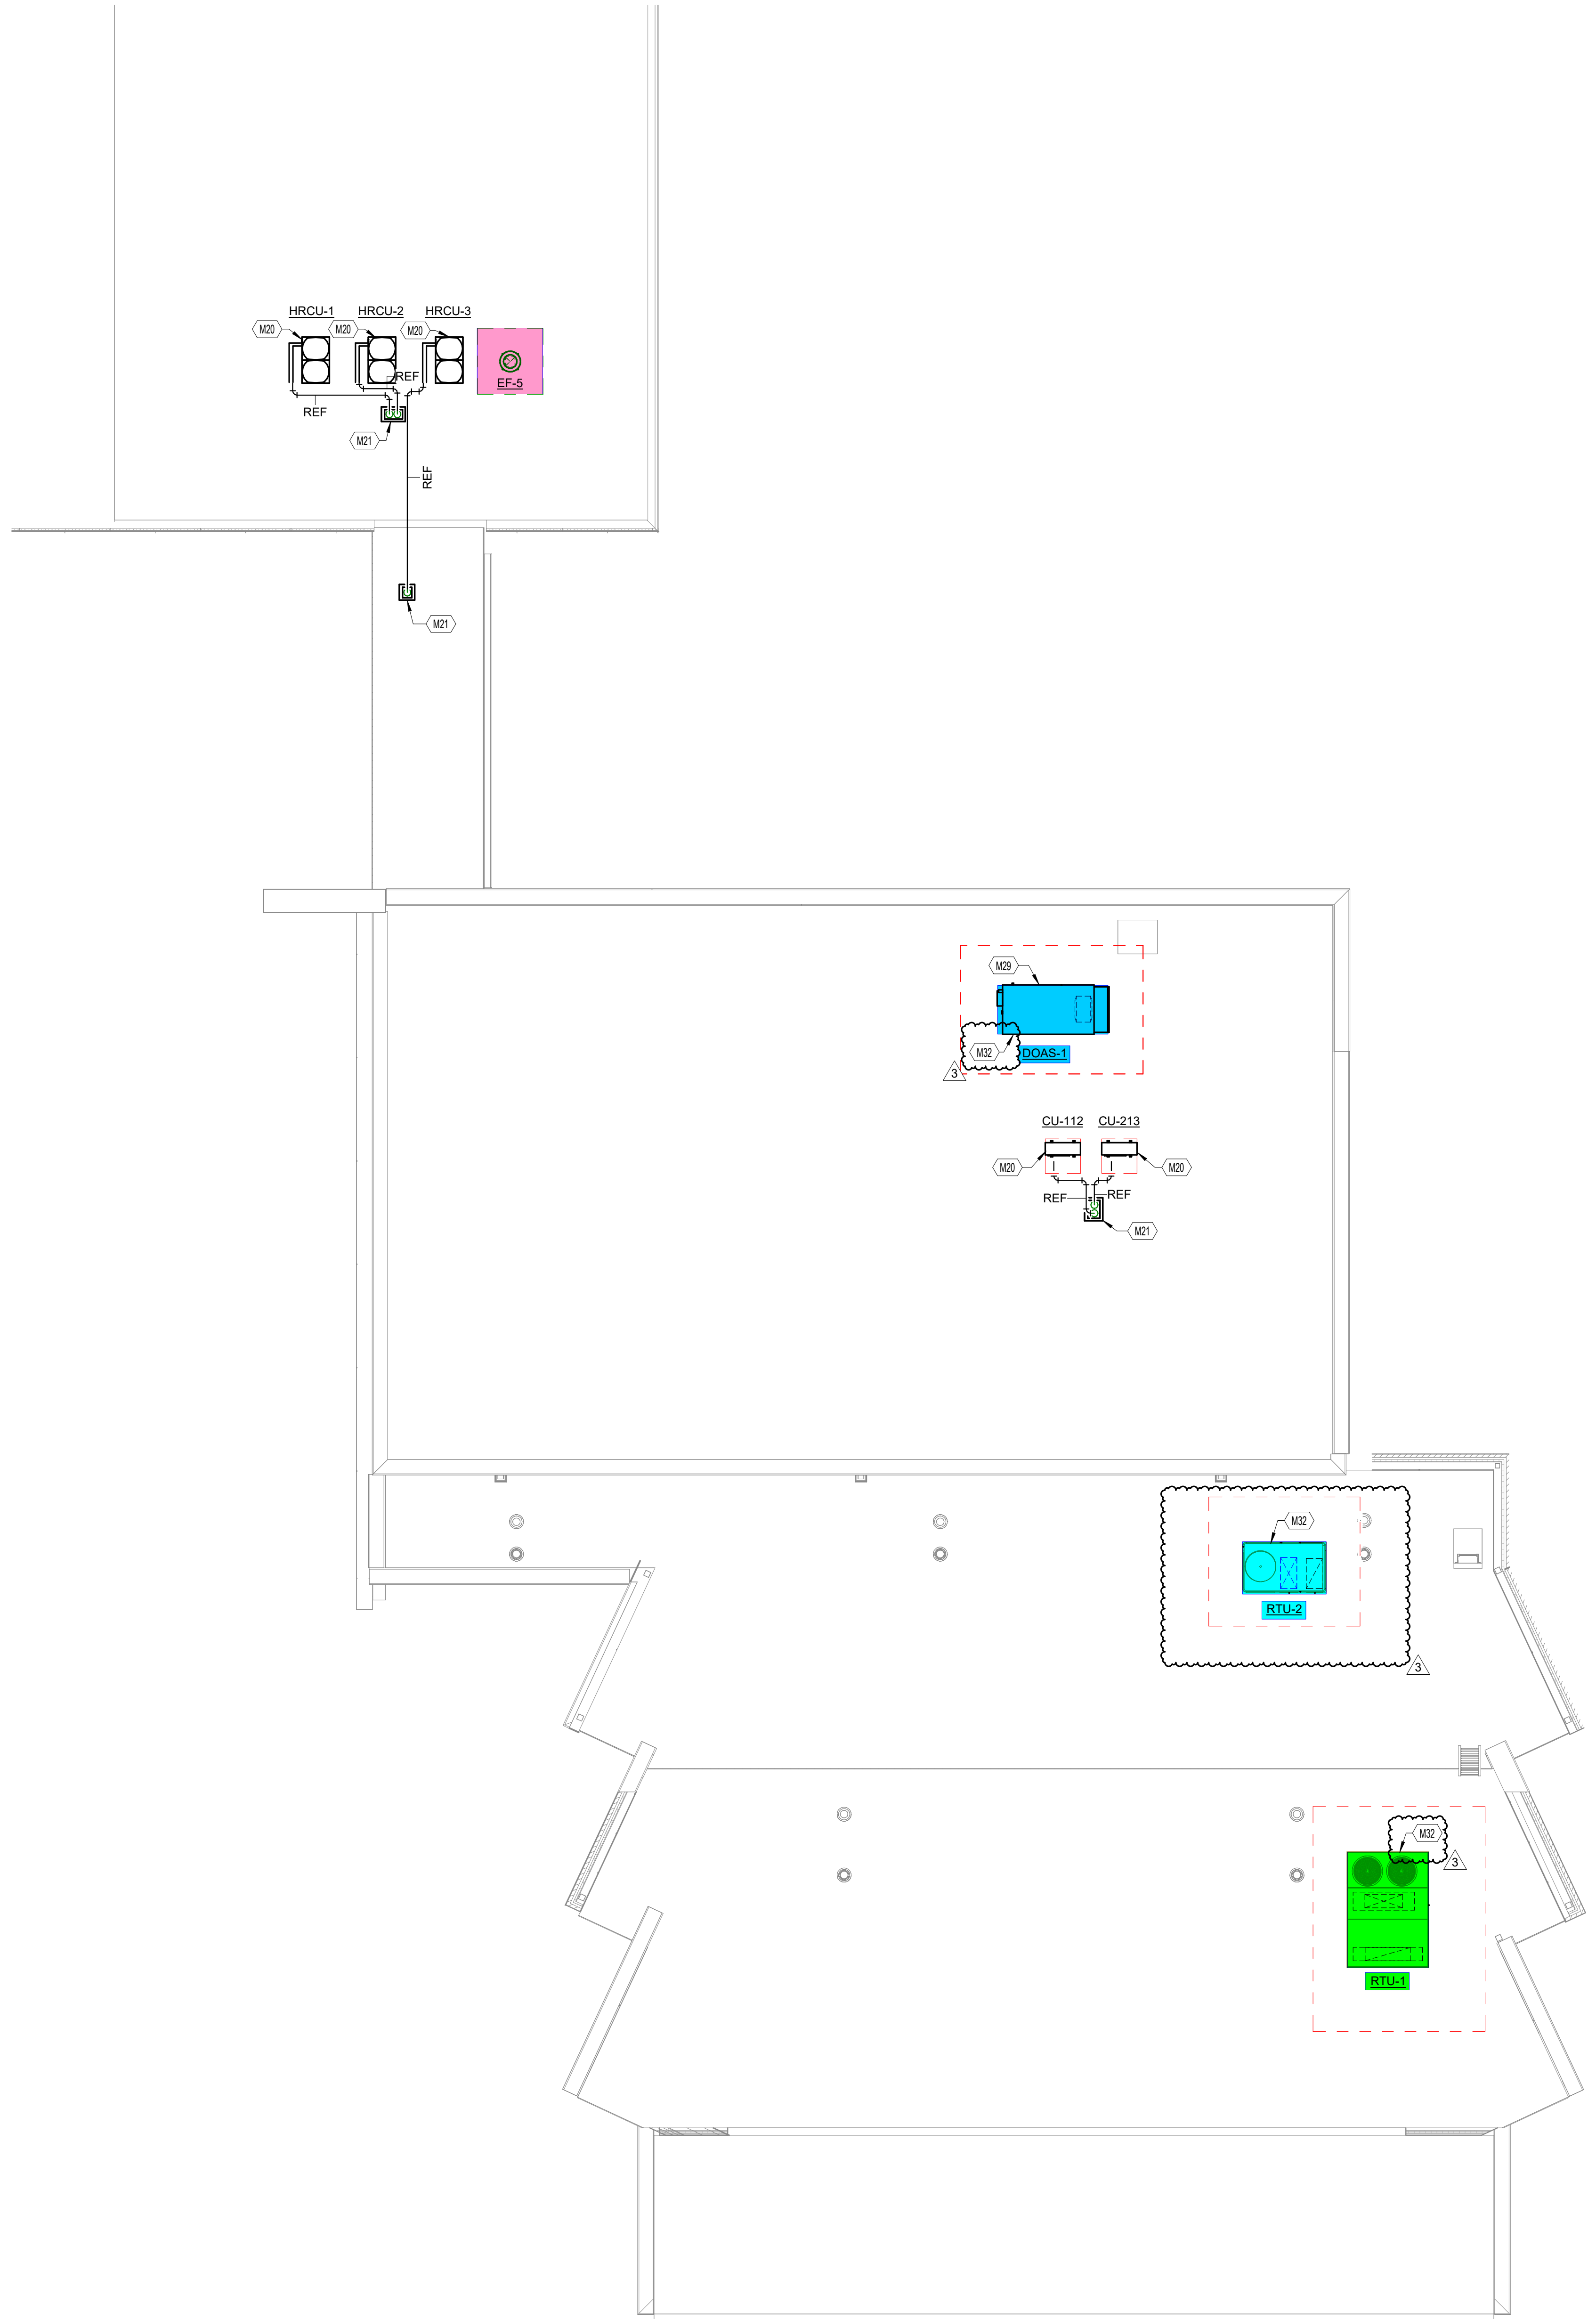 HRCU-1 HRCU-2 HRCU-3
M20 M20 M20
REF
EF-5
REF
M21
REF
M21
M29
M32 DOAS-1
3
CU-112 CU-213
M20 M20
REF REF
M21
M32
RTU-2
3
M32
3
RTU-1